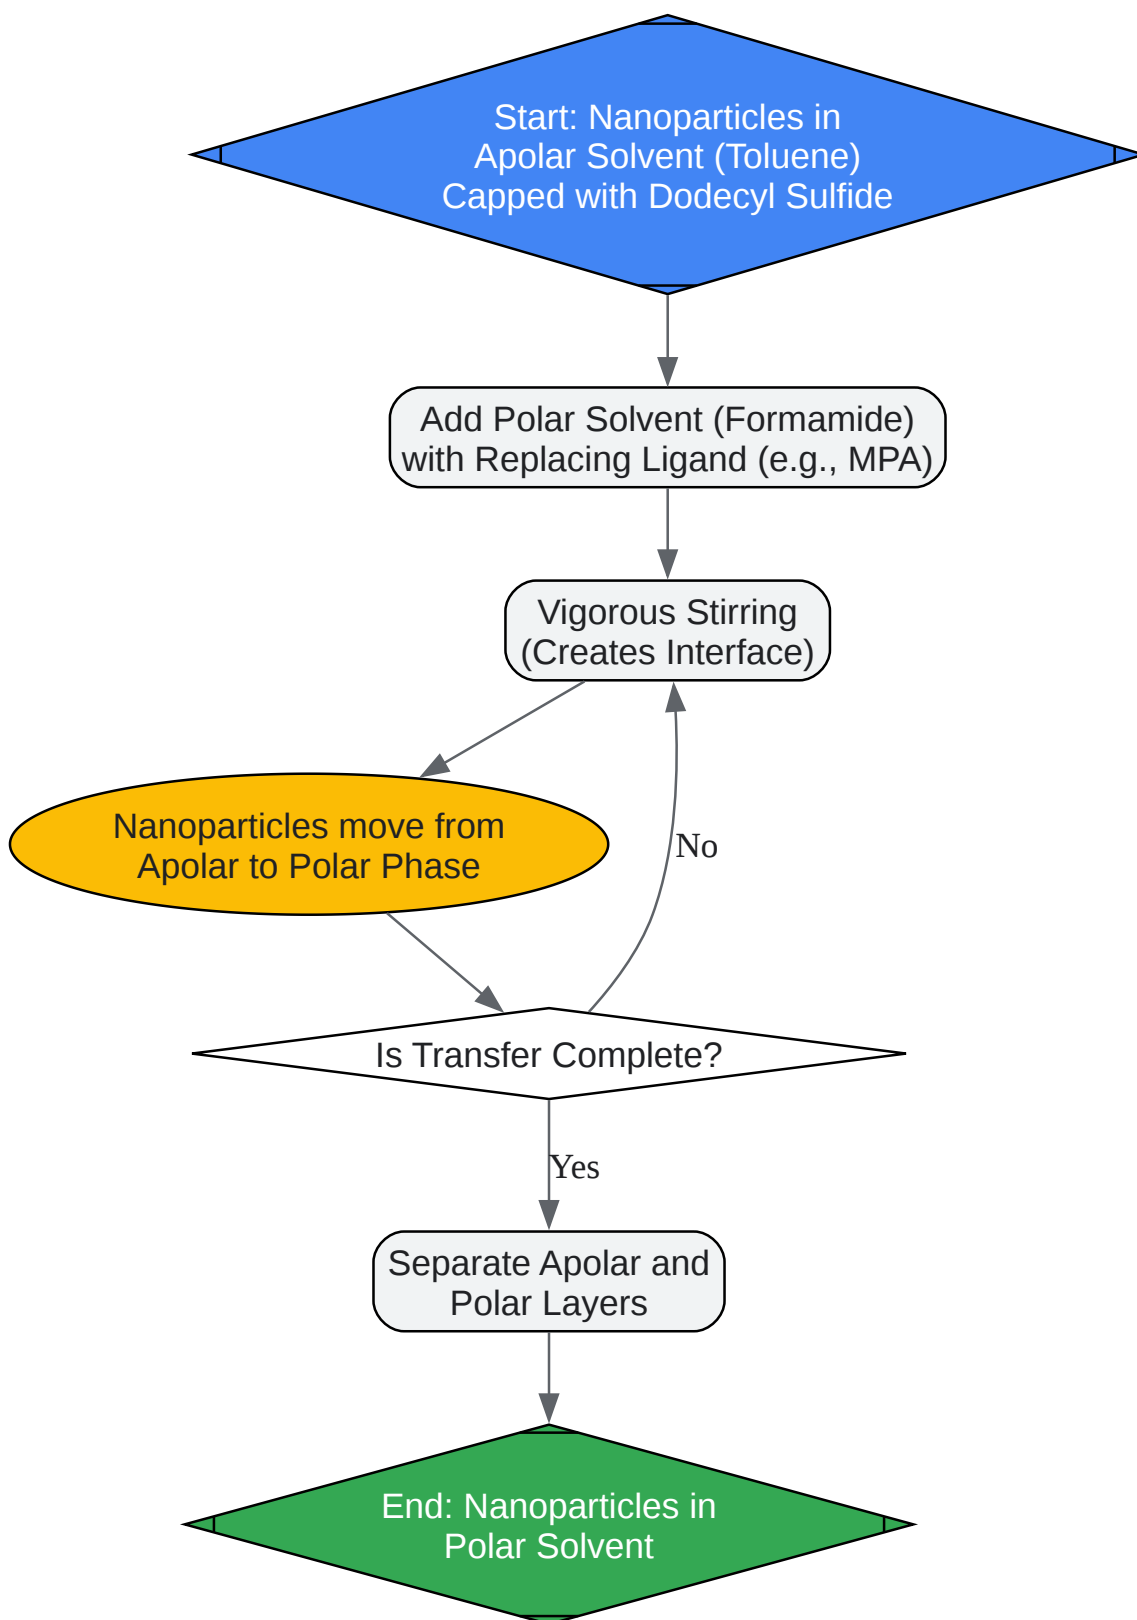 Start: Nanoparticles in
Apolar Solvent (Toluene)
Capped with Dodecyl Sulfide
Add Polar Solvent (Formamide)
with Replacing Ligand (e.g., MPA)
Vigorous Stirring
(Creates Interface)
Nanoparticles move from
Apolar to Polar Phase
No
Is Transfer Complete?
Yes
Separate Apolar and
Polar Layers
End: Nanoparticles in
Polar Solvent